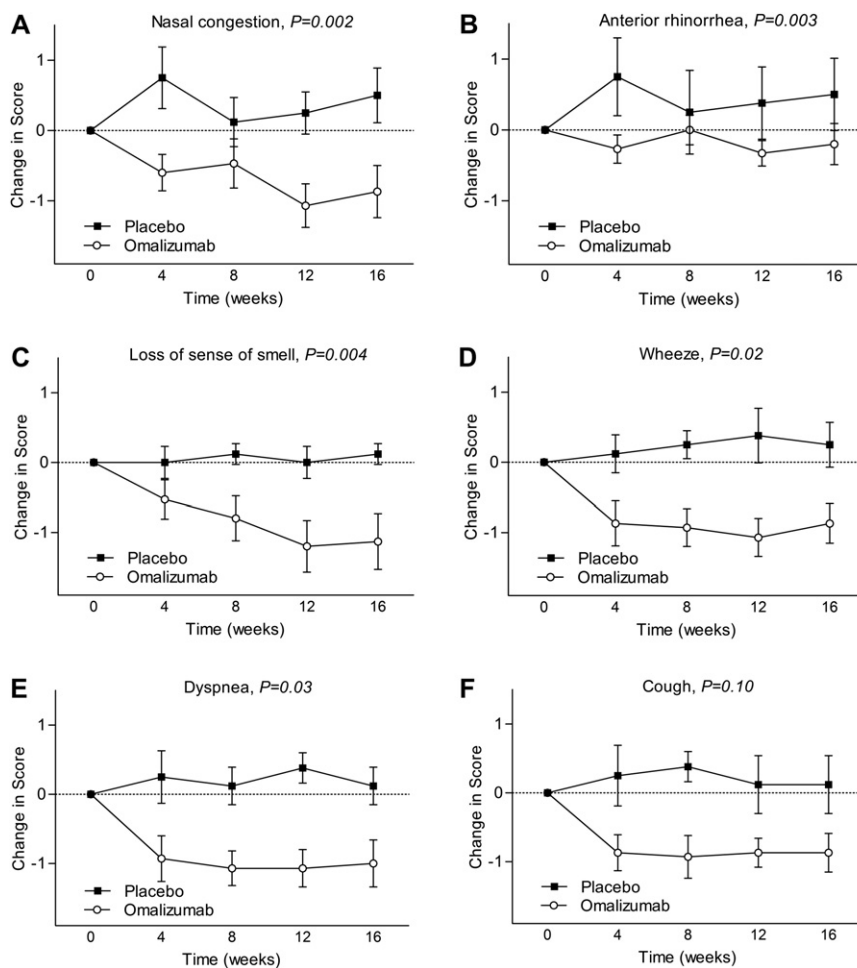 A
Nasal congestion, P=0.002
1
0
-1
Change in Score
Placebo
Omalizumab
0 4 8 12 16
Time (weeks)
B
Anterior rhinorrhea, P=0.003
1
0
-1
Change in Score
Placebo
Omalizumab
0 4 8 12 16
Time (weeks)
C
Loss of sense of smell, P=0.004
1
0
-1
Change in Score
Placebo
Omalizumab
0 4 8 12 16
Time (weeks)
D
Wheeze, P=0.02
1
0
-1
Change in Score
Placebo
Omalizumab
0 4 8 12 16
Time (weeks)
E
Dyspnea, P=0.03
1
0
-1
Change in Score
Placebo
Omalizumab
0 4 8 12 16
Time (weeks)
F
Cough, P=0.10
1
0
-1
Change in Score
Placebo
Omalizumab
0 4 8 12 16
Time (weeks)